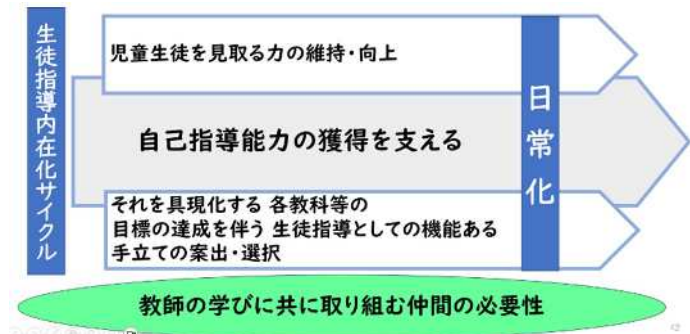 生徒指導内在化サイクル
児童生徒を見取る力の維持・向上
自己指導能力の獲得を支える
それを具現化する 各教科等の
目標の達成を伴う 生徒指導としての機能ある
手立ての案出・選択
日常化
教師の学びに共に取り組む仲間の必要性